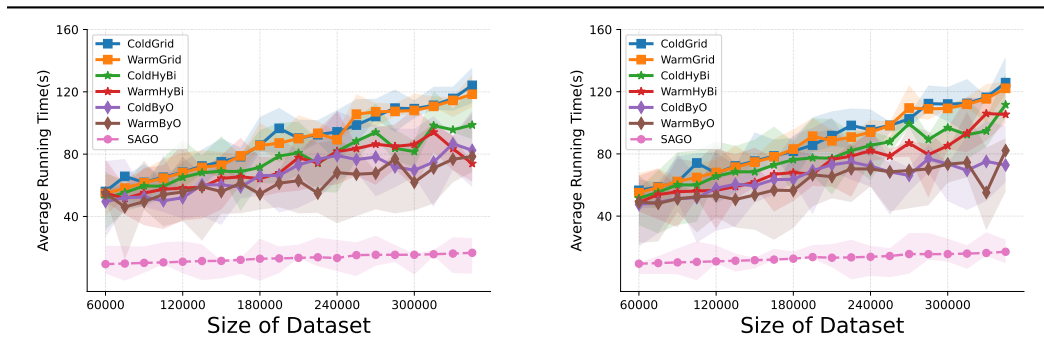 160
120
80
40
Average Running Time(s)
ColdGrid
WarmGrid
ColdHyBi
WarmHyBi
ColdByO
WarmByO
SAGO
60000 120000 180000 240000 300000
Size of Dataset
160
120
80
40
Average Running Time(s)
ColdGrid
WarmGrid
ColdHyBi
WarmHyBi
ColdByO
WarmByO
SAGO
60000 120000 180000 240000 300000
Size of Dataset